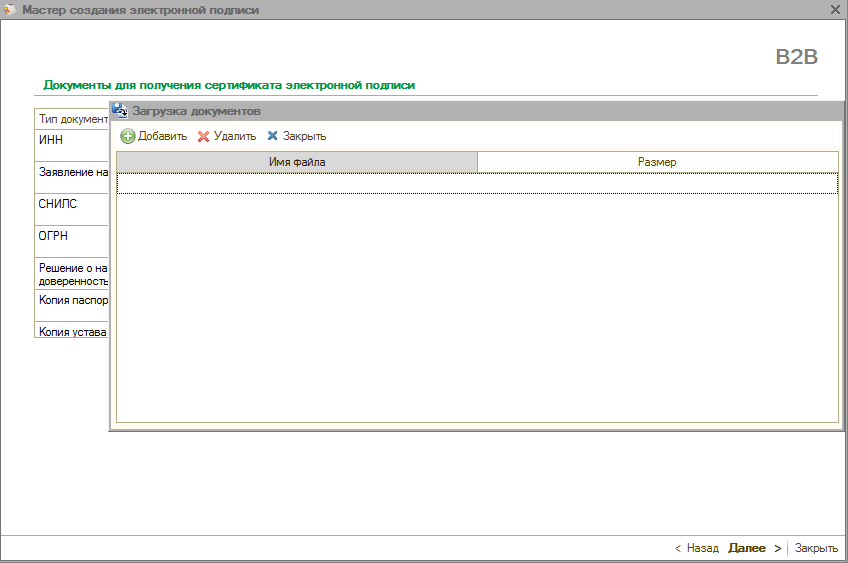 Мастер создания электронной подписи
B2B
Документы для получения сертификата электронной подписи
Тип документ
Загрузка документов
Добавить Удалить Закрыть
Имя файла Размер
ИНН
Заявление на
СНИЛС
ОГРН
Решение о на
доверенность
Копия паспор
Копия устава
< Назад Далее > Закрыть